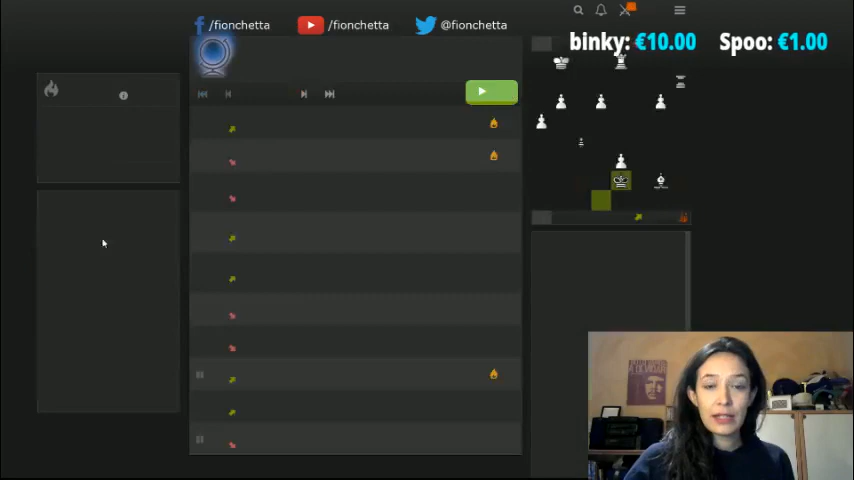 /fionchetta /fionchetta @fionchetta
binky: €10.00 Spoo: €1.00